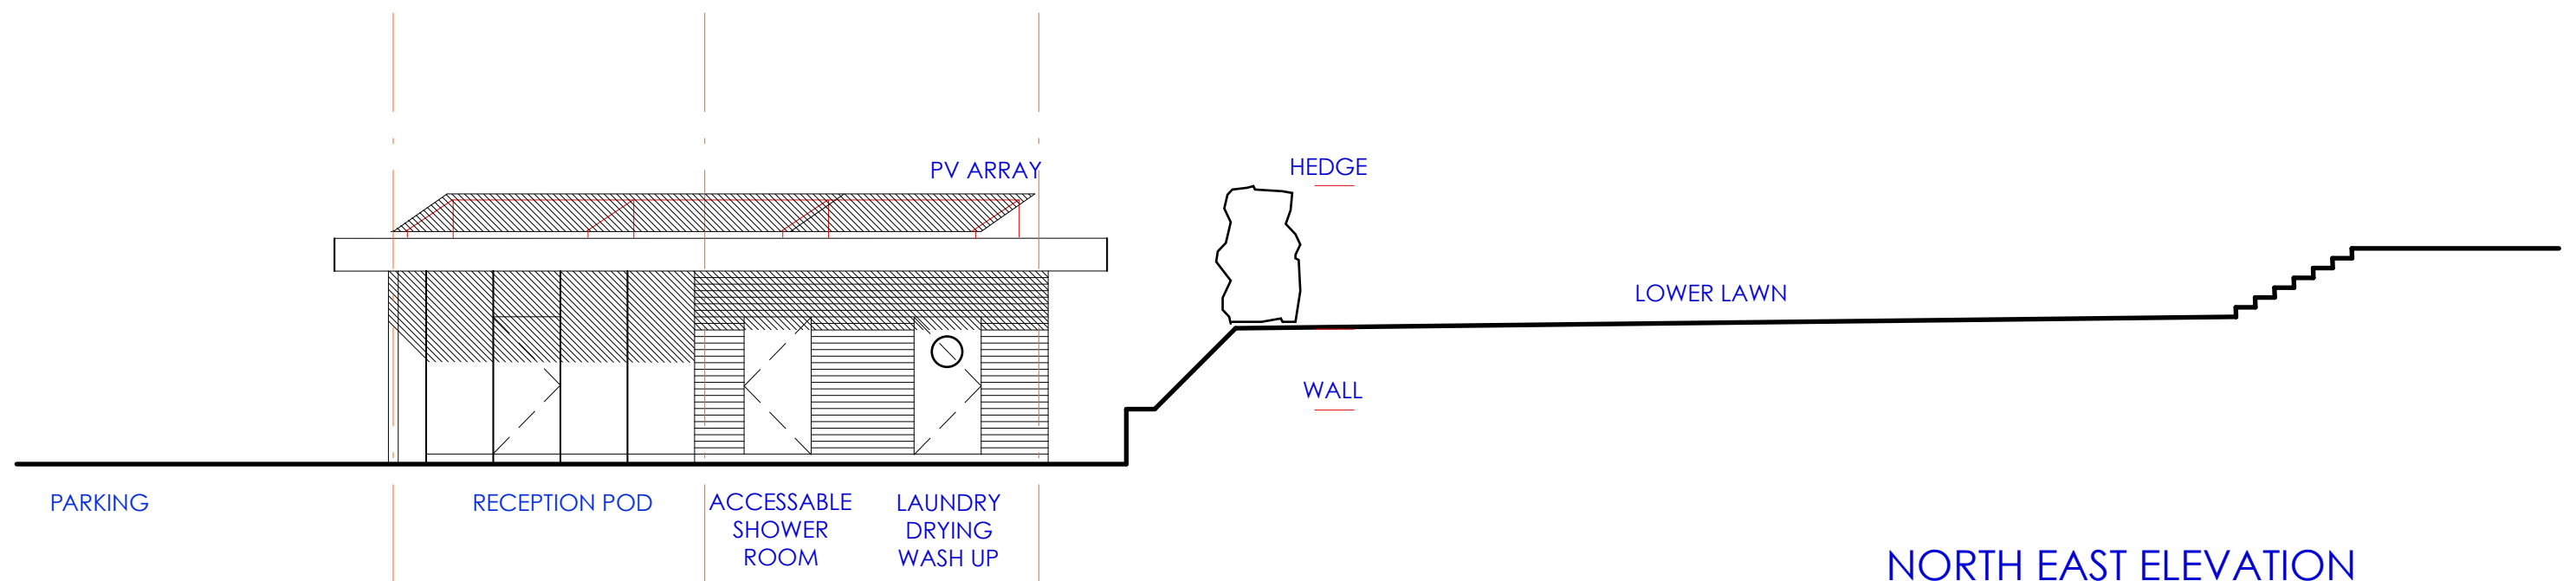 PV ARRAY
HEDGE
LOWER LAWN
WALL
PARKING
RECEPTION POD
ACCESSABLE
SHOWER
ROOM
LAUNDRY
DRYING
WASH UP
NORTH EAST ELEVATION